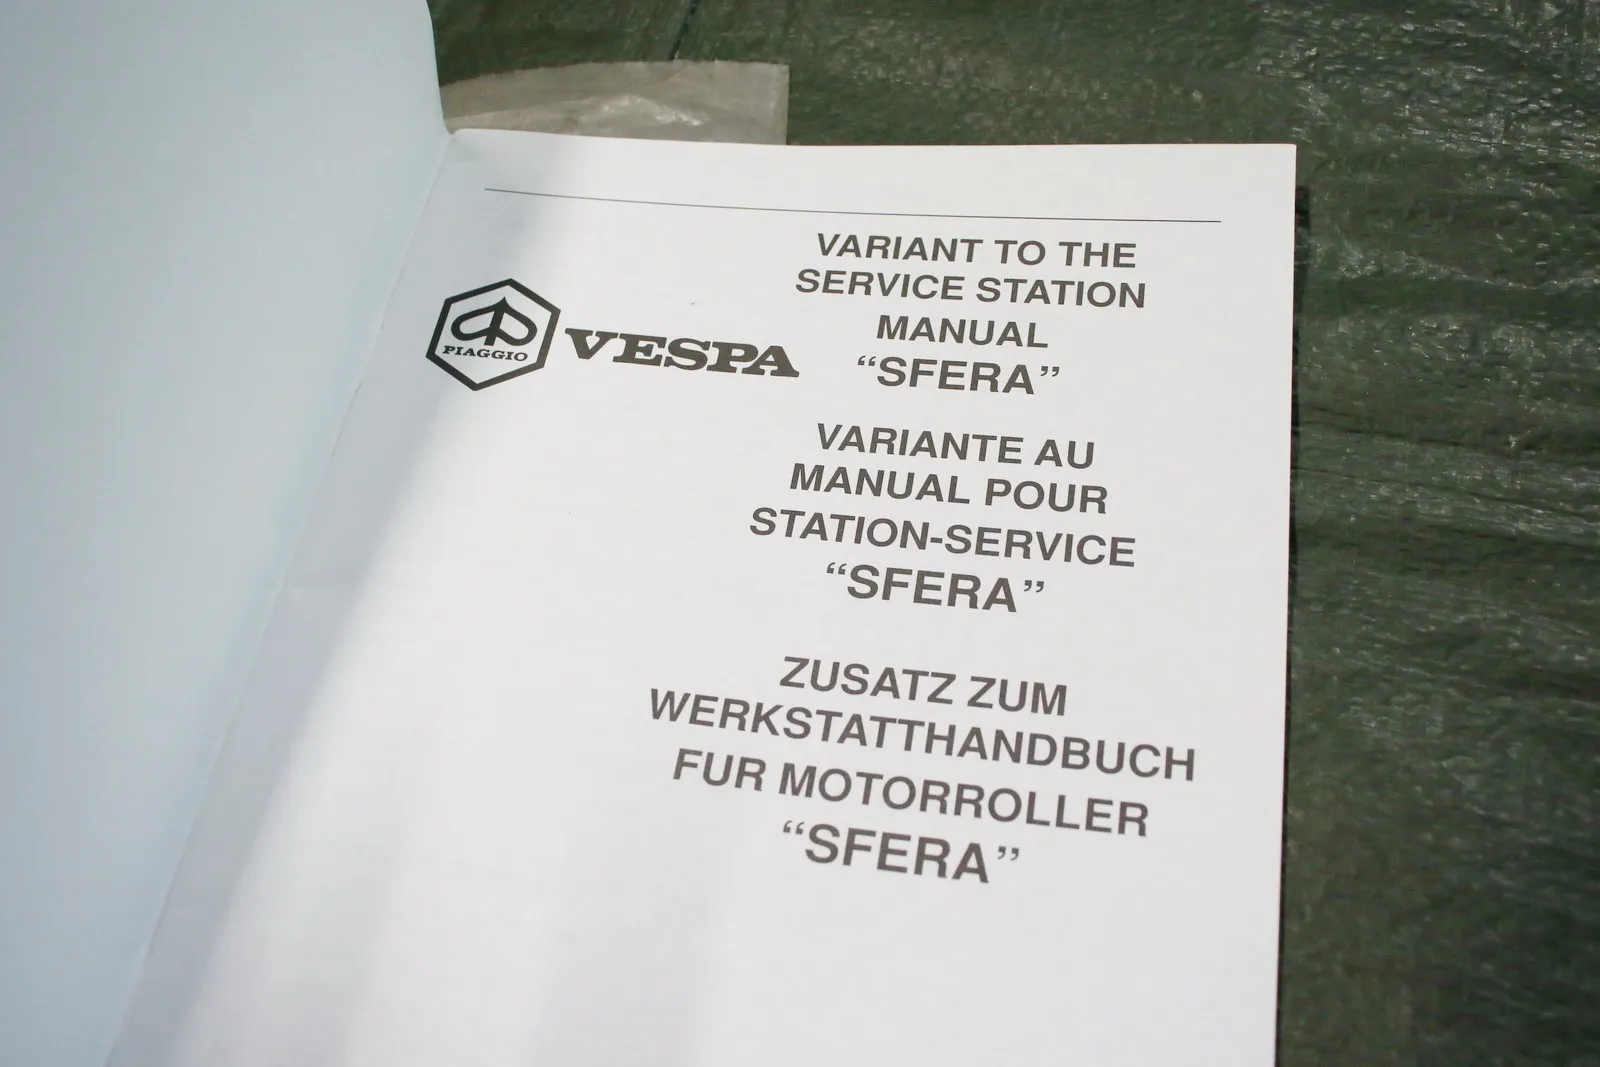 PIAGGIO
VESPA
VARIANT TO THE
SERVICE STATION
MANUAL
“SFERA”
VARIANTE AU
MANUAL POUR
STATION-SERVICE
“SFERA”
ZUSATZ ZUM
WERKSTATTHANDBUCH
FUR MOTORROLLER
“SFERA”